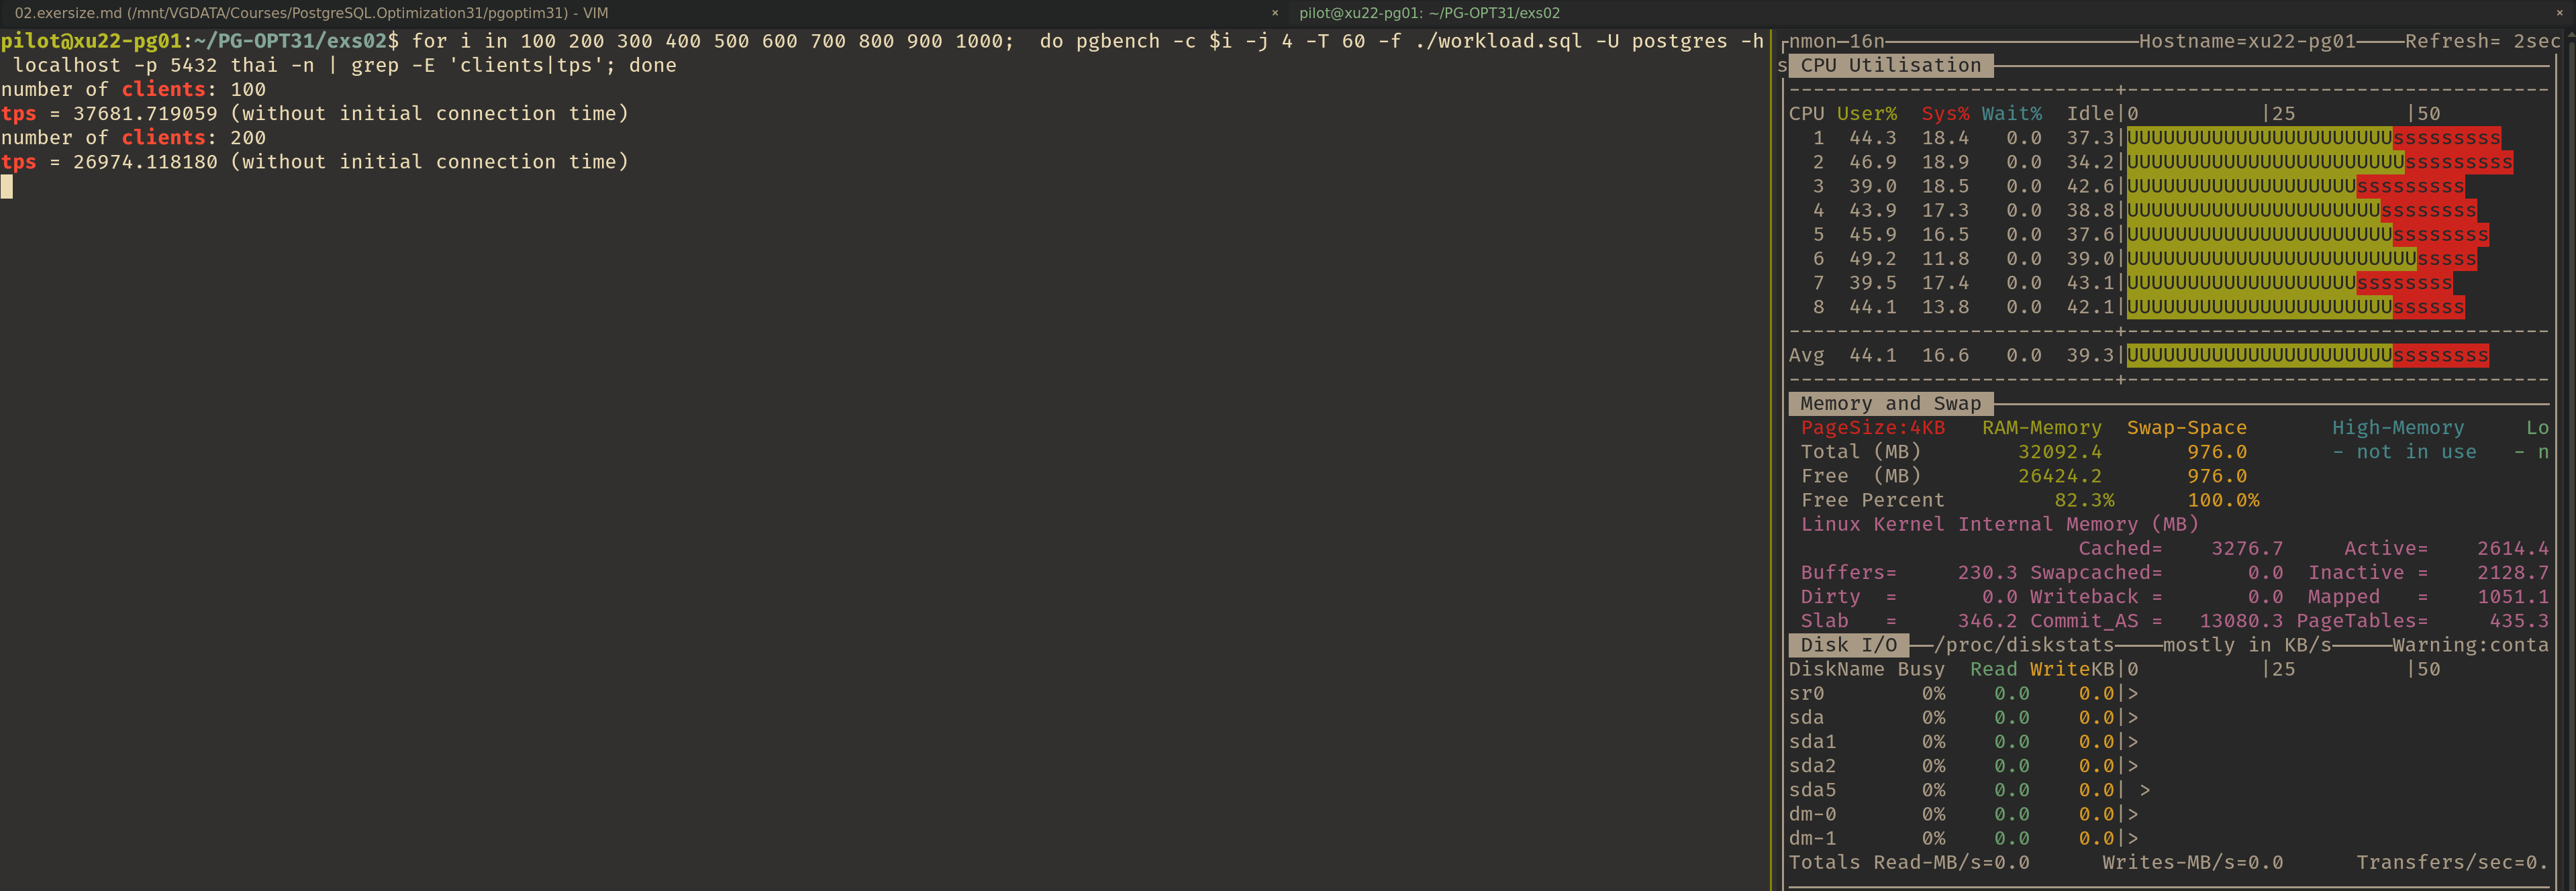 02.exersize.md (/mnt/VGDATA/Courses/PostgreSQL.Optimization31/pgoptim31) - VIM × pilot@xu22-pg01: ~/PG-OPT31/exs02 ×
pilot@xu22-pg01:~/PG-OPT31/exs02$ for i in 100 200 300 400 500 600 700 800 900 1000;  do pgbench -c $i -j 4 -T 60 -f ./workload.sql -U postgres -h
 localhost -p 5432 thai -n | grep -E 'clients|tps'; done
number of clients: 100
tps = 37681.719059 (without initial connection time)
number of clients: 200
tps = 26974.118180 (without initial connection time)
nmon─16n Hostname=xu22-pg01 Refresh= 2sec
s CPU Utilisation
---------------------------+-----------------------------------
CPU User%  Sys% Wait%  Idle|0          |25         |50
1  44.3  18.4   0.0  37.3|UUUUUUUUUUUUUUUUUUUUUUsssssssss
2  46.9  18.9   0.0  34.2|UUUUUUUUUUUUUUUUUUUUUUUsssssssss
3  39.0  18.5   0.0  42.6|UUUUUUUUUUUUUUUUUUUsssssssss
4  43.9  17.3   0.0  38.8|UUUUUUUUUUUUUUUUUUUUUssssssss
5  45.9  16.5   0.0  37.6|UUUUUUUUUUUUUUUUUUUUUUssssssss
6  49.2  11.8   0.0  39.0|UUUUUUUUUUUUUUUUUUUUUUUUsssss
7  39.5  17.4   0.0  43.1|UUUUUUUUUUUUUUUUUUUssssssss
8  44.1  13.8   0.0  42.1|UUUUUUUUUUUUUUUUUUUUUUssssss
---------------------------+-----------------------------------
Avg  44.1  16.6   0.0  39.3|UUUUUUUUUUUUUUUUUUUUUUssssssss
---------------------------+-----------------------------------
Memory and Swap
PageSize:4KB   RAM-Memory  Swap-Space       High-Memory     Lo
Total (MB)        32092.4       976.0       - not in use   - n
Free  (MB)        26424.2       976.0
Free Percent         82.3%      100.0%
Linux Kernel Internal Memory (MB)
Cached=    3276.7     Active=    2614.4
Buffers=     230.3 Swapcached=       0.0  Inactive =    2128.7
Dirty  =       0.0 Writeback =       0.0  Mapped   =    1051.1
Slab   =     346.2 Commit_AS =   13080.3 PageTables=     435.3
Disk I/O ──/proc/diskstats────mostly in KB/s─────Warning:conta
DiskName Busy  Read WriteKB|0          |25         |50
sr0        0%    0.0    0.0|>
sda        0%    0.0    0.0|>
sda1       0%    0.0    0.0|>
sda2       0%    0.0    0.0|>
sda5       0%    0.0    0.0| >
dm-0       0%    0.0    0.0|>
dm-1       0%    0.0    0.0|>
Totals Read-MB/s=0.0      Writes-MB/s=0.0      Transfers/sec=0.